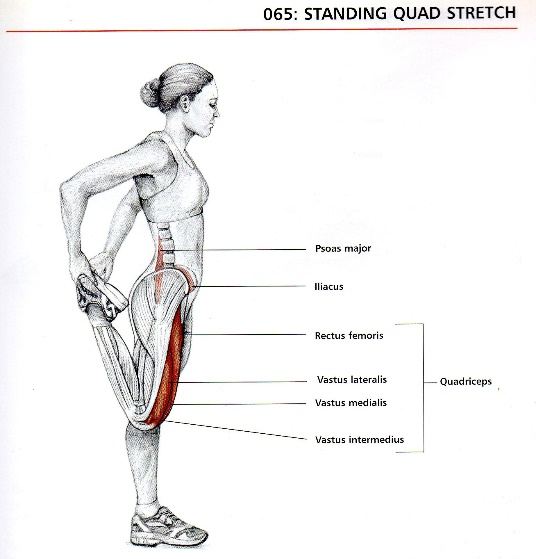 065: STANDING QUAD STRETCH
Psoas major
Iliacus
Rectus femoris
Vastus lateralis
Quadriceps
Vastus medialis
Vastus intermedius